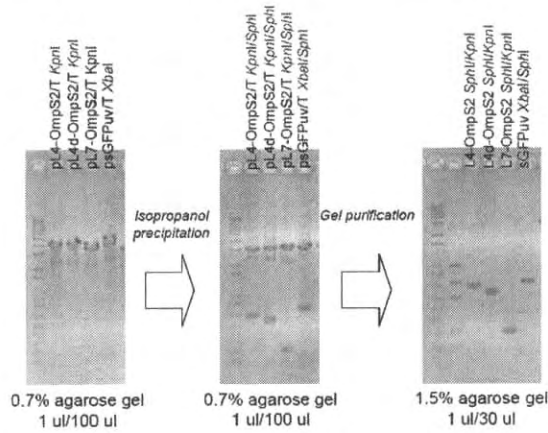 pL4-OmpS2/T KpnI
pL4d-OmpS2/T KpnI
pL7-OmpS2/T KpnI
psGFPuv/T XbaI
Isopropanol
precipitation
pL4-OmpS2/T KpnI/SphI
pL4d-OmpS2/T KpnI/SphI
pL7-OmpS2/T KpnI/SphI
psGFPuv/T XbaI/SphI
Gel purification
L4-OmpS2 SphI/KpnI
L4d-OmpS2 SphI/KpnI
L7-OmpS2 SphI/KpnI
sGFPuv XbaI/SphI
0.7% agarose gel
1 ul/100 ul
0.7% agarose gel
1 ul/100 ul
1.5% agarose gel
1 ul/30 ul